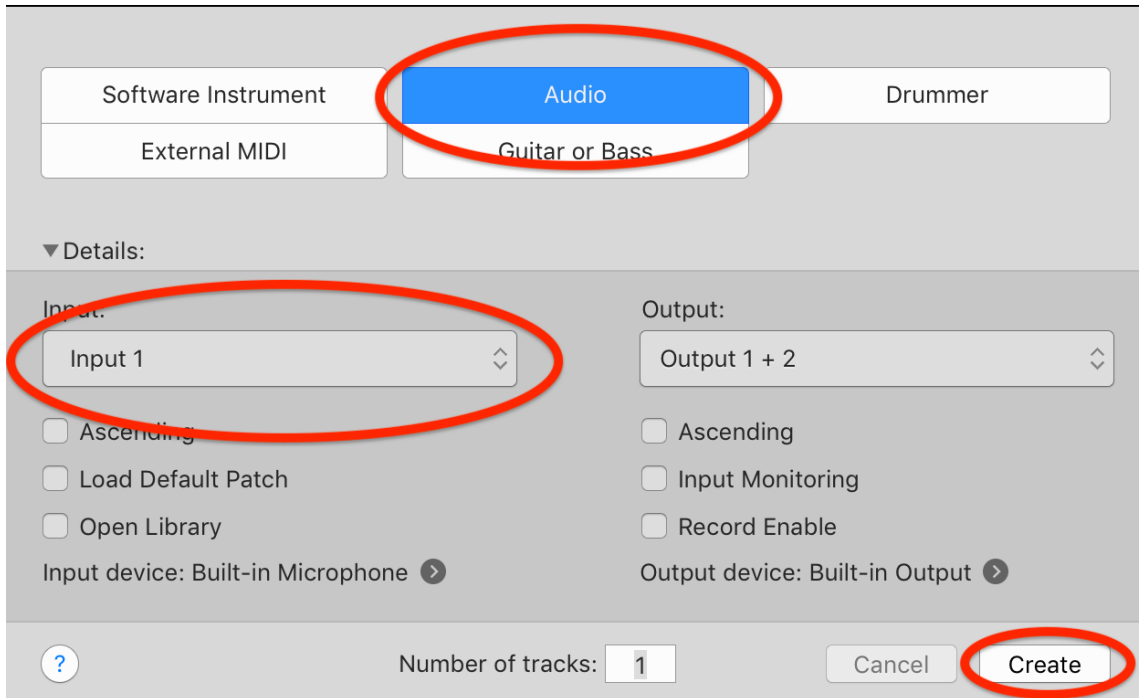 Software Instrument
Audio
Drummer
External MIDI
Guitar or Bass
Details:
Input:
Output:
Input 1
Output 1 + 2
Ascending
Ascending
Load Default Patch
Input Monitoring
Open Library
Record Enable
Input device: Built-in Microphone
Output device: Built-in Output
?
Number of tracks: 1
Cancel
Create